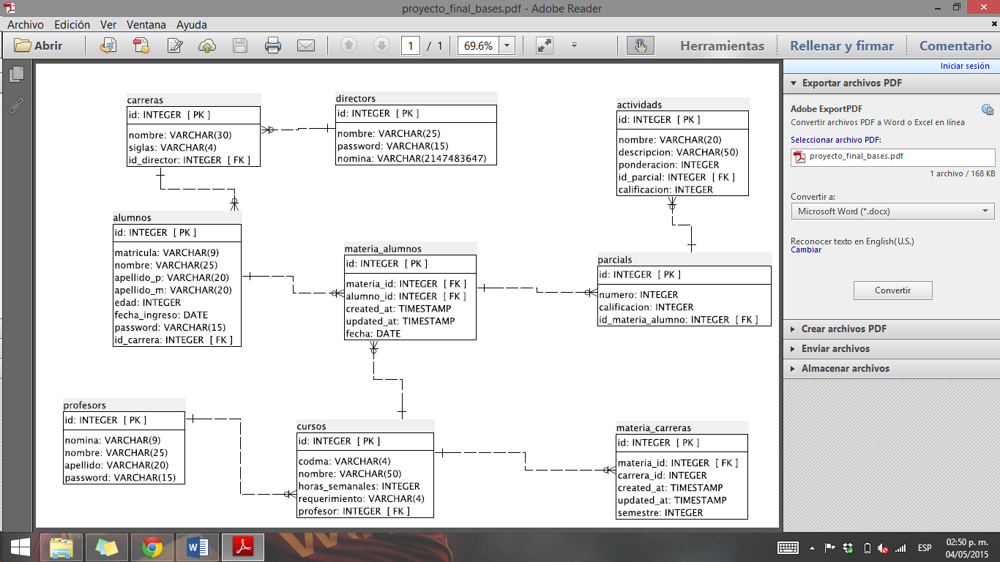 proyecto_final_bases.pdf - Adobe Reader
Archivo Edición Ver Ventana Ayuda
Abrir
1 / 1
69.6%
Herramientas
Rellenar y firmar
Comentario
carreras
id: INTEGER [ PK ]
nombre: VARCHAR(30)
siglas: VARCHAR(4)
id_director: INTEGER [ FK ]
directors
id: INTEGER [ PK ]
nombre: VARCHAR(25)
password: VARCHAR(15)
nomina: VARCHAR(2147483647)
actividads
id: INTEGER [ PK ]
nombre: VARCHAR(20)
descripcion: VARCHAR(50)
ponderacion: INTEGER
id_parcial: INTEGER [ FK ]
calificacion: INTEGER
alumnos
id: INTEGER [ PK ]
matricula: VARCHAR(9)
nombre: VARCHAR(25)
apellido_p: VARCHAR(20)
apellido_m: VARCHAR(20)
edad: INTEGER
fecha_ingreso: DATE
password: VARCHAR(15)
id_carrera: INTEGER [ FK ]
materia_alumnos
id: INTEGER [ PK ]
materia_id: INTEGER [ FK ]
alumno_id: INTEGER [ FK ]
created_at: TIMESTAMP
updated_at: TIMESTAMP
fecha: DATE
parcials
id: INTEGER [ PK ]
numero: INTEGER
calificacion: INTEGER
id_materia_alumno: INTEGER [ FK ]
profesors
id: INTEGER [ PK ]
nomina: VARCHAR(9)
nombre: VARCHAR(25)
apellido: VARCHAR(20)
password: VARCHAR(15)
cursos
id: INTEGER [ PK ]
codma: VARCHAR(4)
nombre: VARCHAR(50)
horas_semanales: INTEGER
requerimiento: VARCHAR(4)
profesor: INTEGER [ FK ]
materia_carreras
id: INTEGER [ PK ]
materia_id: INTEGER [ FK ]
carrera_id: INTEGER
created_at: TIMESTAMP
updated_at: TIMESTAMP
semestre: INTEGER
Iniciar sesión
Exportar archivos PDF
Adobe ExportPDF
Convertir archivos PDF a Word o Excel en línea
Seleccionar archivo PDF:
proyecto_final_bases.pdf
1 archivo / 168 KB
Convertir a:
Microsoft Word (*.docx)
Reconocer texto en English(U.S.)
Cambiar
Convertir
Crear archivos PDF
Enviar archivos
Almacenar archivos
ESP
02:50 p. m.
04/05/2015